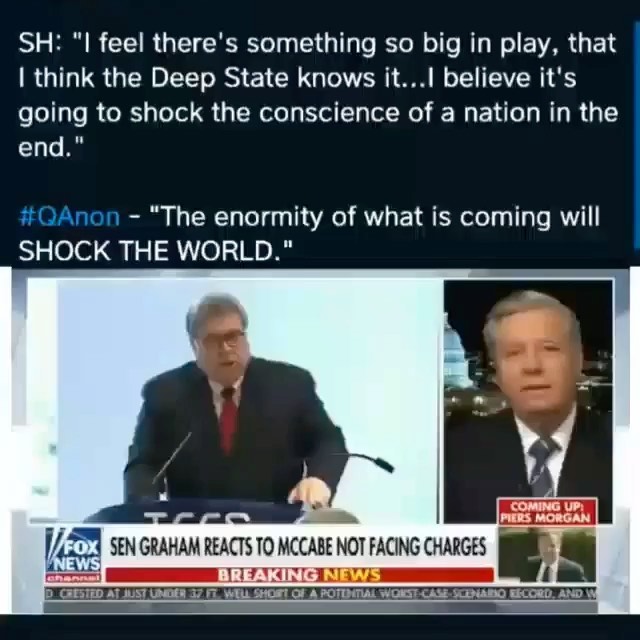 SH: "I feel there's something so big in play, that
I think the Deep State knows it...I believe it's
going to shock the conscience of a nation in the
end."
#QAnon - "The enormity of what is coming will
SHOCK THE WORLD."
COMING UP:
PIERS MORGAN
FOX
NEWS
channel
SEN GRAHAM REACTS TO MCCABE NOT FACING CHARGES
BREAKING NEWS
D CRESTED AT JUST UNDER 37 FT. WELL SHORT OF A POTENTIAL WORST-CASE-SCENARIO RECORD, AND W